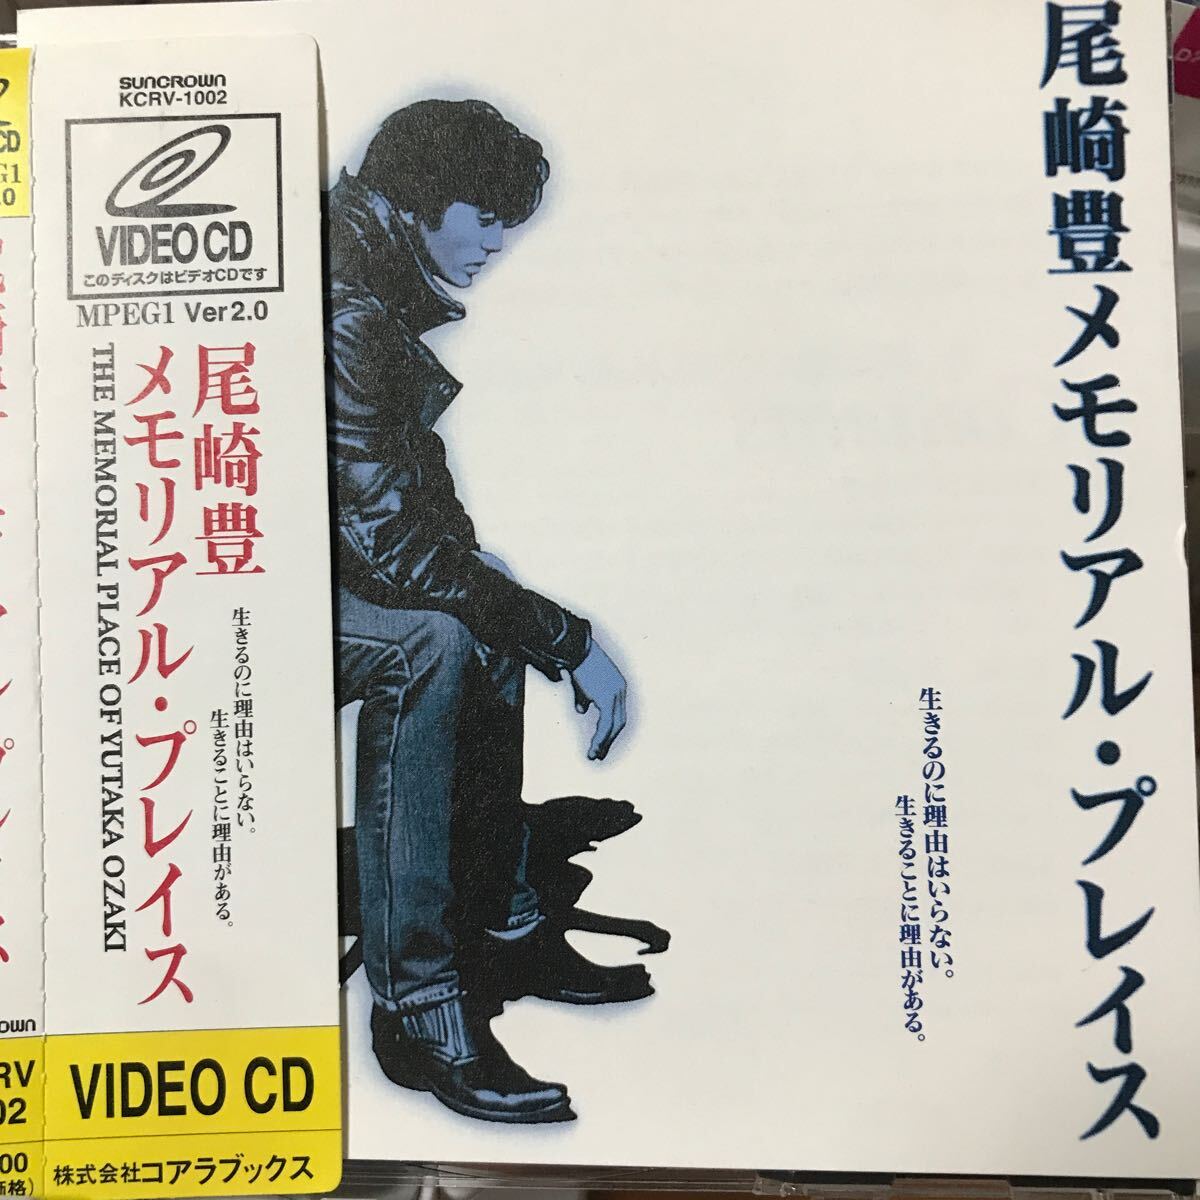 SUNCROWN
KCRV-1002
VIDEO CD
このディスクはビデオCDです
MPEG1 Ver2.0
尾崎豊
メモリアル・プレイス
THE MEMORIAL PLACE OF YUTAKA OZAKI
生きるのに理由はいらない。
生きることに理由がある。
VIDEO CD
株式会社コアラブックス
尾崎豊メモリアル・プレイス
生きるのに理由はいらない。
生きることに理由がある。